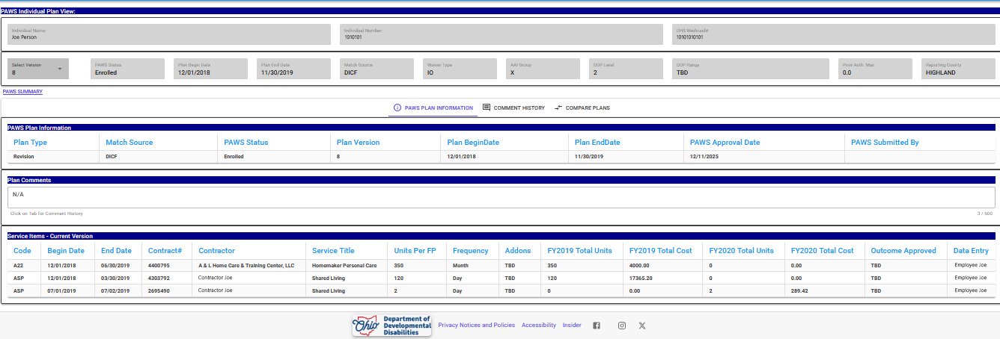 PAWS Individual Plan View:
Individual Name: Individual Number: DHS Medicaid#
Joe Person 1010101 10101010101
Select Version PAWS Status Plan Begin Date Plan End Date Match Source Waiver Type AAI Group DDP Level DDP Range Prior Auth. Max Reporting County
8 Enrolled 12/01/2018 11/30/2019 DICF IO X 2 TBD 0.0 HIGHLAND
PAWS SUMMARY
PAWS PLAN INFORMATION COMMENT HISTORY COMPARE PLANS
PAWS Plan Information
Plan Type Match Source PAWS Status Plan Version Plan BeginDate Plan EndDate PAWS Approval Date PAWS Submitted By
Revision DICF Enrolled 8 12/01/2018 11/30/2019 12/11/2025
Plan Comments
N/A
Click on Tab for Comment History 3 / 500
Service Items - Current Version
Code Begin Date End Date Contract# Contractor Service Title Units Per FP Frequency Addons FY2019 Total Units FY2019 Total Cost FY2020 Total Units FY2020 Total Cost Outcome Approved Data Entry
A22 12/01/2018 06/30/2019 4400795 A & L Home Care & Training Center, LLC Homemaker Personal Care 350 Month TBD 350 4000.00 0 0.00 TBD Employee Joe
ASP 12/01/2018 03/30/2019 4303792 Contractor Joe Shared Living 120 Day TBD 120 17365.20 0 0.00 TBD Employee Joe
ASP 07/01/2019 07/02/2019 2695490 Contractor Joe Shared Living 2 Day TBD 0 0.00 2 289.42 TBD Employee Joe
Ohio Department of
Developmental
Disabilities
Privacy Notices and Policies Accessibility Insider